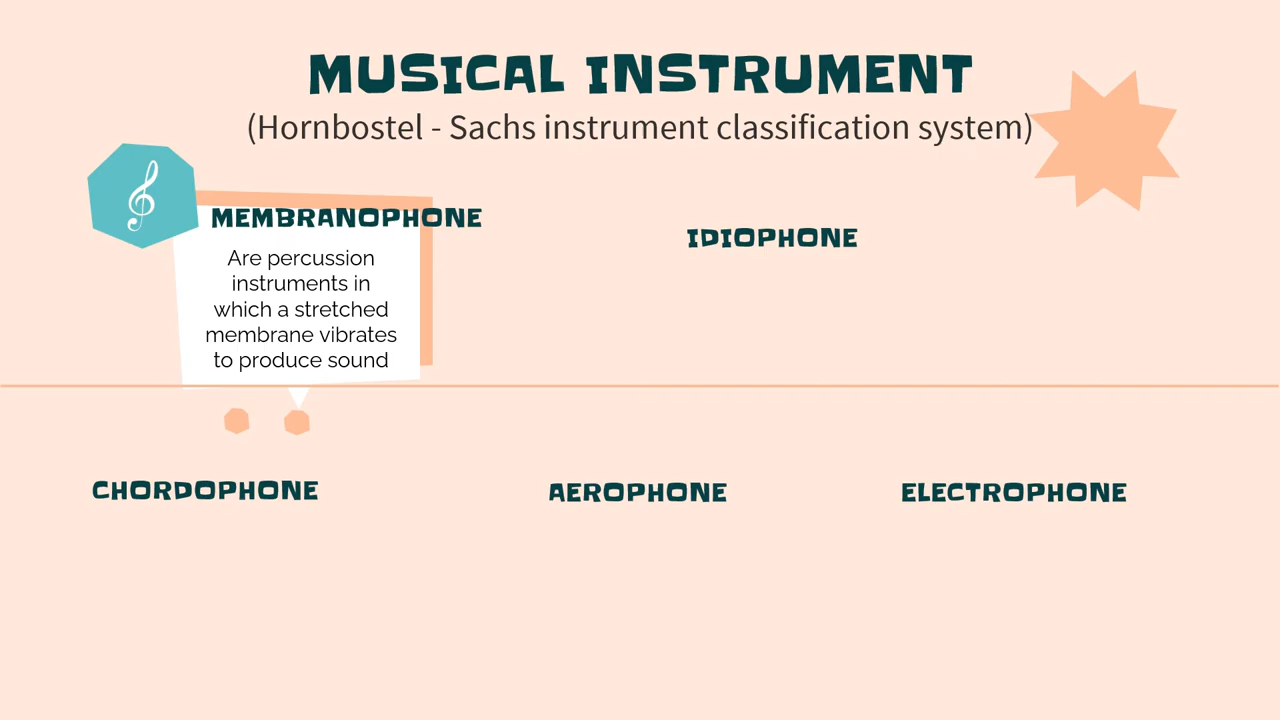 MUSICAL INSTRUMENT
(Hornbostel - Sachs instrument classification system)
MEMBRANOPHONE
Are percussion
instruments in
which a stretched
membrane vibrates
to produce sound
IDIOPHONE
CHORDOPHONE
AEROPHONE
ELECTROPHONE